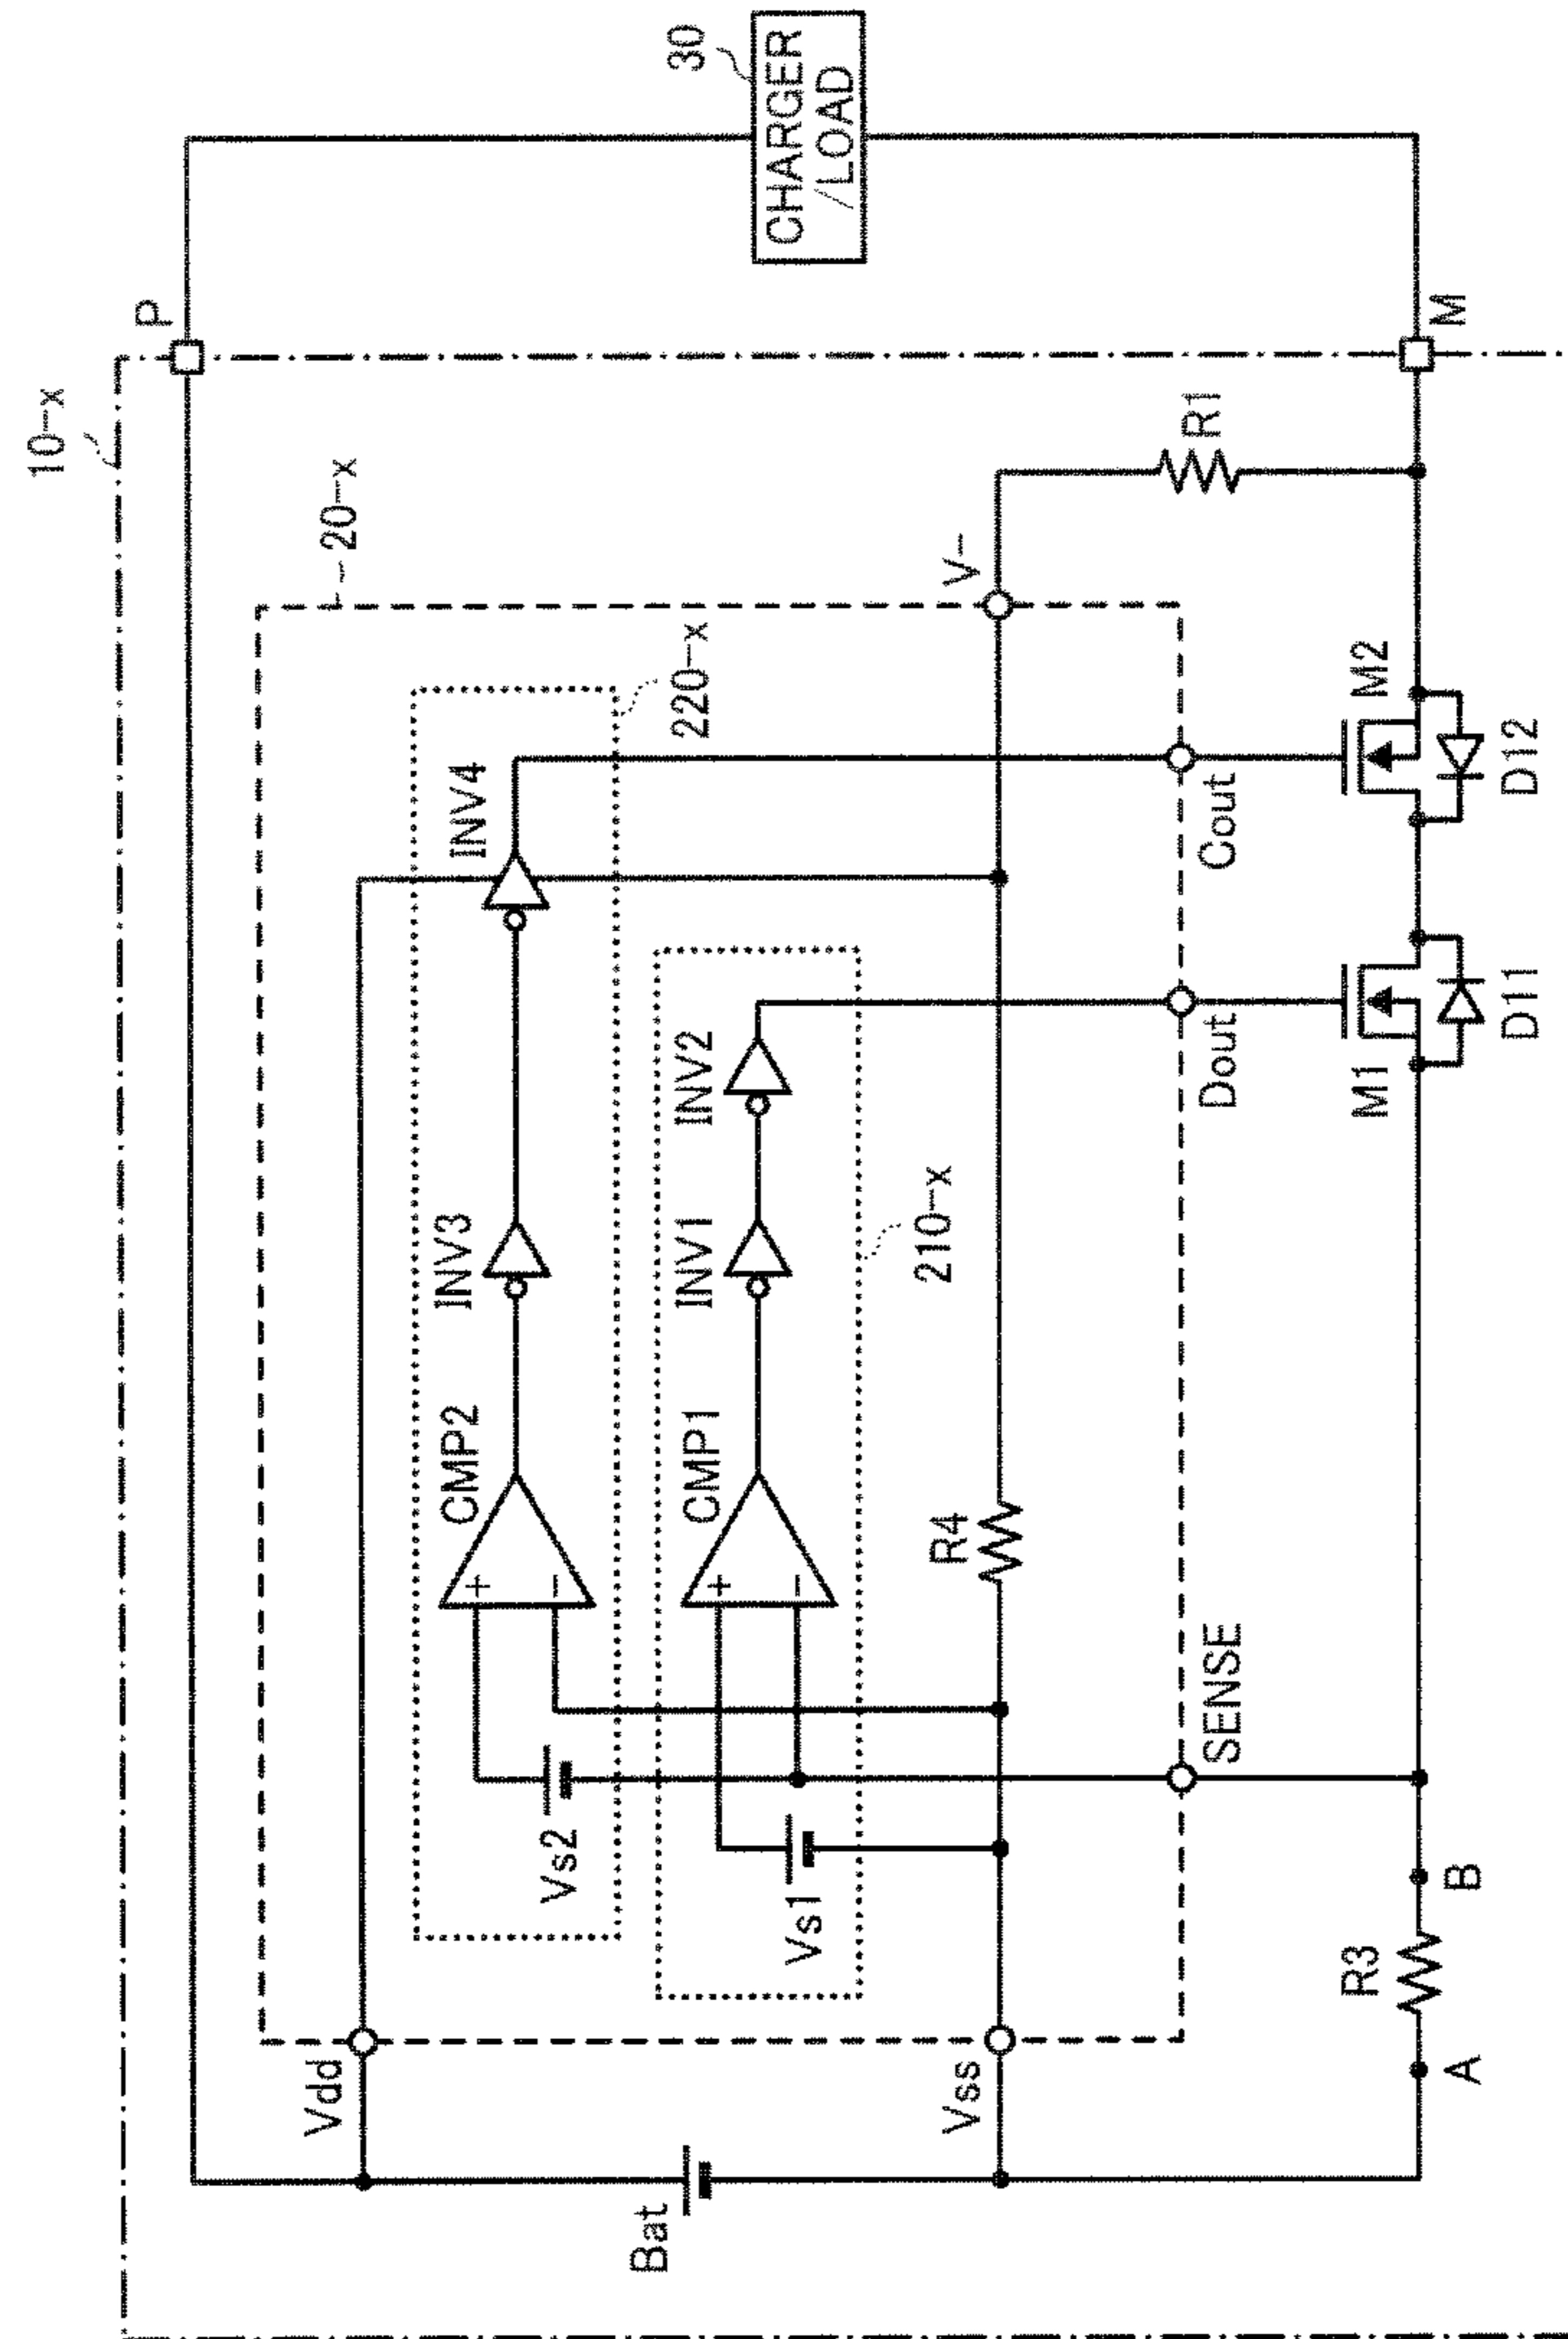 10-x
P
30
CHARGER
/LOAD
20-x
220-x
INV4
INV3
CMP2
+
-
Vs2
Vdd
INV2
INV1
CMP1
+
-
Vs1
210-x
Bat
V-
R1
R4
Vss
SENSE
Dout
Cout
M1
M2
M
R3
A
B
D11
D12